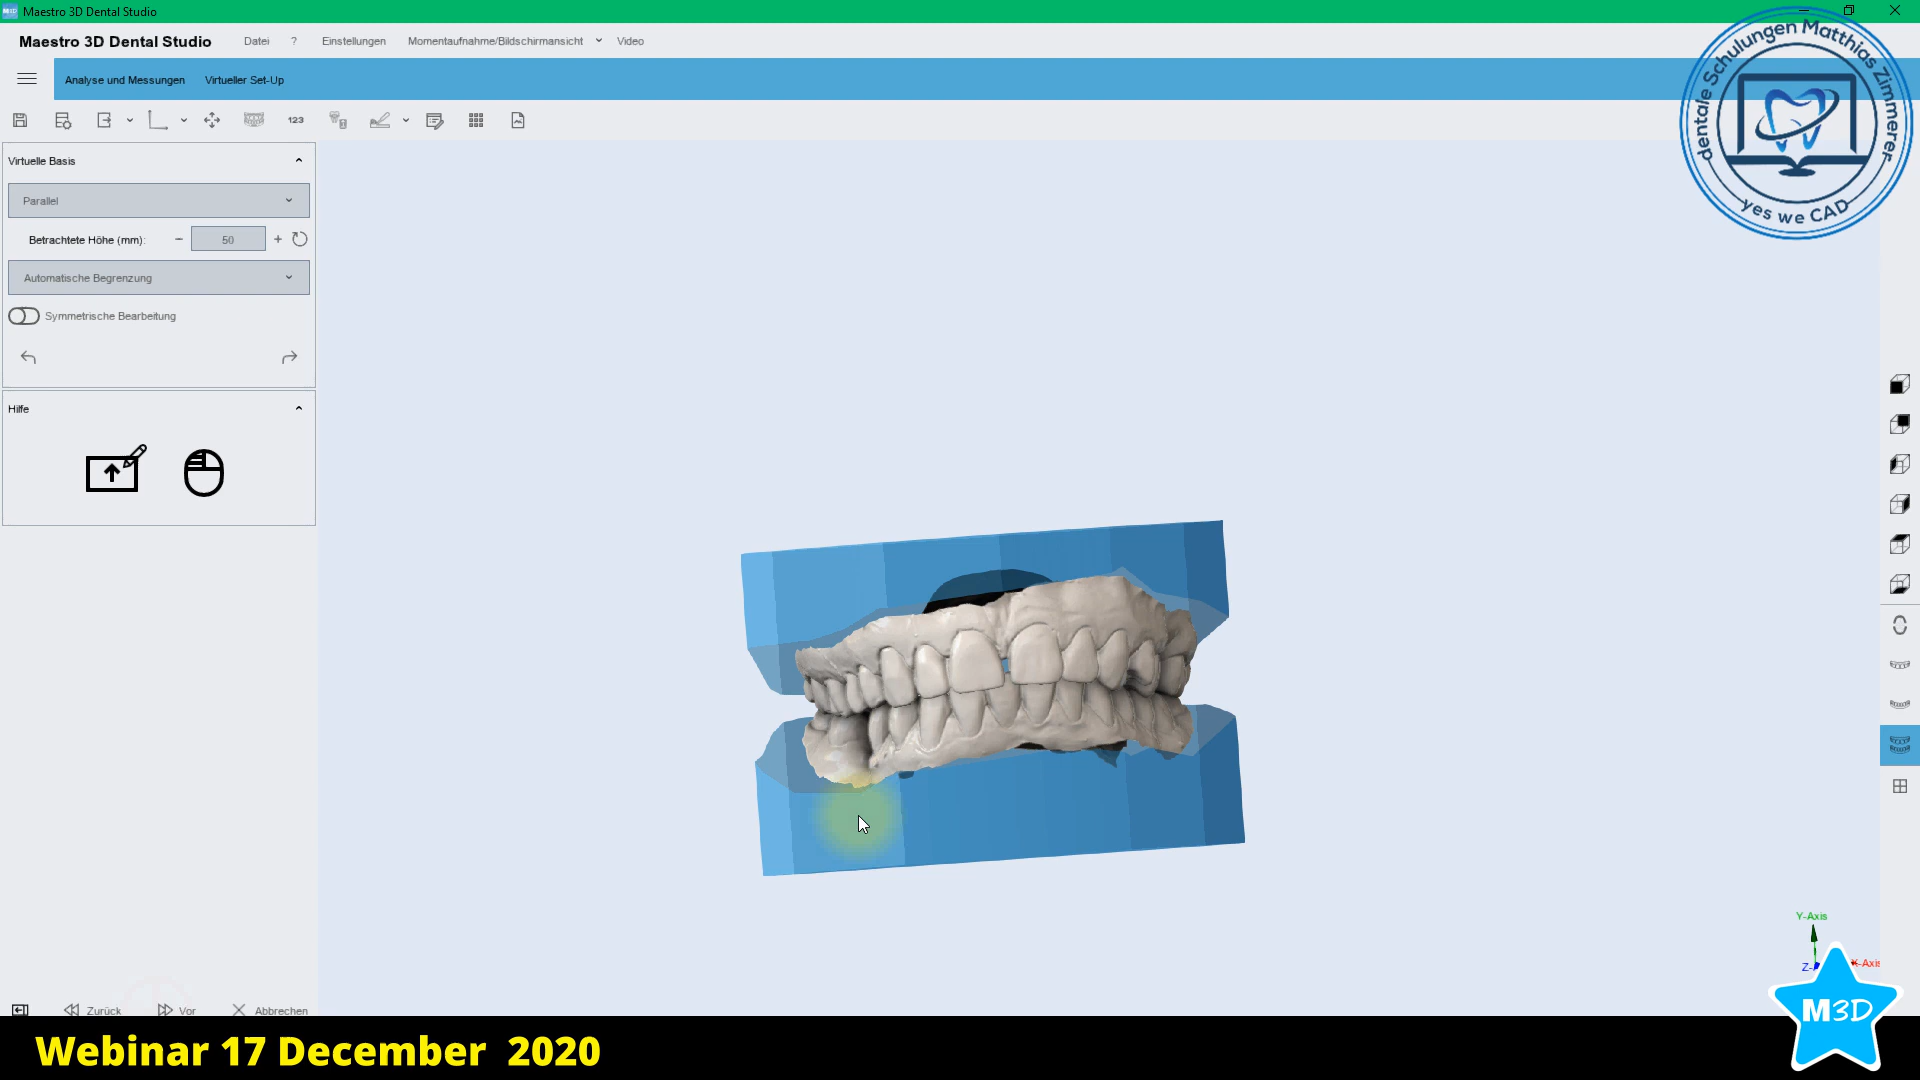 Maestro 3D Dental Studio
Maestro 3D Dental Studio Datei ? Einstellungen Momentaufnahme/Bildschirmansicht Video
Analyse und Messungen Virtueller Set-Up
123
dentale Schulungen Matthias Zimmerer
yes we CAD
Virtuelle Basis
Parallel
Betrachtete Höhe (mm): - 50 +
Automatische Begrenzung
Symmetrische Bearbeitung
Hilfe
Y-Axis
Z-
X-Axis
Zurück Vor Abbrechen
M3D
Webinar 17 December 2020